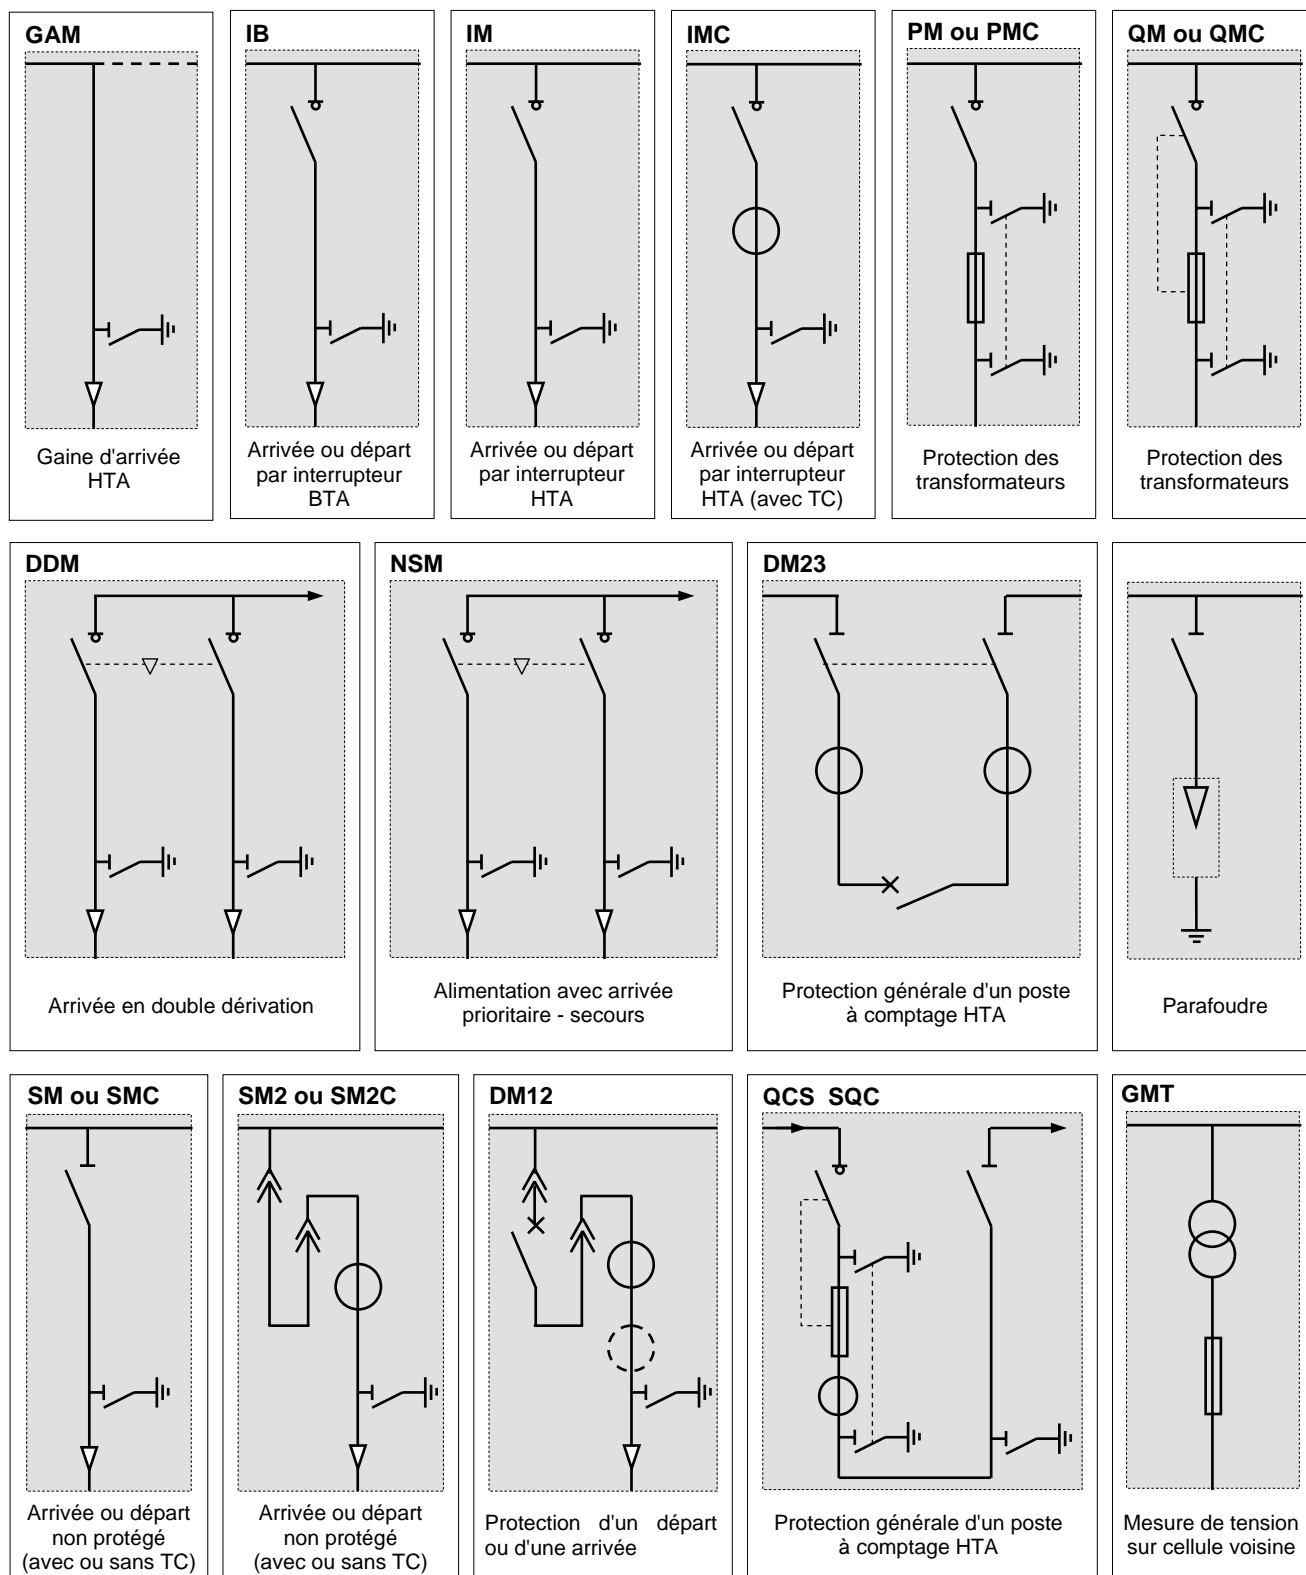 GAM
Gaine d'arrivée
HTA
IB
Arrivée ou départ
par interrupteur
BTA
IM
Arrivée ou départ
par interrupteur
HTA
IMC
Arrivée ou départ
par interrupteur
HTA (avec TC)
PM ou PMC
Protection des
transformateurs
QM ou QMC
Protection des
transformateurs
DDM
Arrivée en double dérivation
NSM
Alimentation avec arrivée
prioritaire - secours
DM23
Protection générale d'un poste
à comptage HTA
Parafoudre
SM ou SMC
Arrivée ou départ
non protégé
(avec ou sans TC)
SM2 ou SM2C
Arrivée ou départ
non protégé
(avec ou sans TC)
DM12
Protection d'un départ
ou d'une arrivée
QCS SQC
Protection générale d'un poste
à comptage HTA
GMT
Mesure de tension
sur cellule voisine